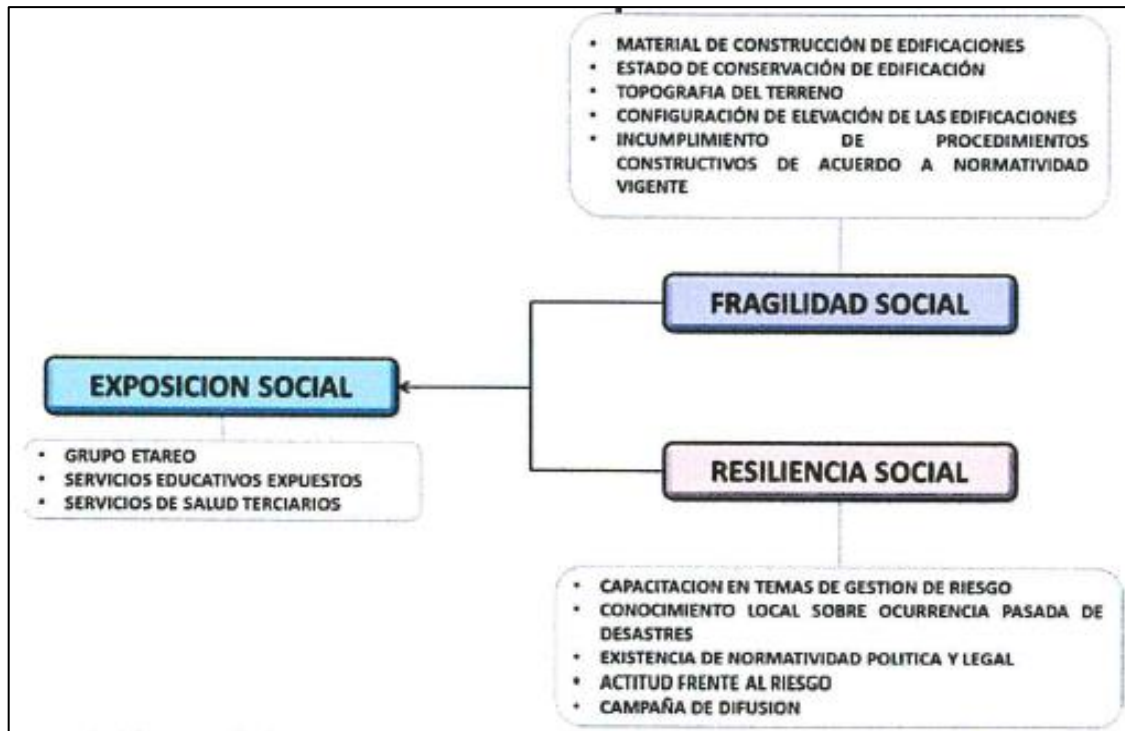 • MATERIAL DE CONSTRUCCIÓN DE EDIFICACIONES
• ESTADO DE CONSERVACIÓN DE EDIFICACIÓN
• TOPOGRAFIA DEL TERRENO
• CONFIGURACIÓN DE ELEVACIÓN DE LAS EDIFICACIONES
• INCUMPLIMIENTO DE PROCEDIMIENTOS
CONSTRUCTIVOS DE ACUERDO A NORMATIVIDAD
VIGENTE
FRAGILIDAD SOCIAL
EXPOSICION SOCIAL
• GRUPO ETAREO
• SERVICIOS EDUCATIVOS EXPUESTOS
• SERVICIOS DE SALUD TERCIARIOS
RESILIENCIA SOCIAL
• CAPACITACION EN TEMAS DE GESTION DE RIESGO
• CONOCIMIENTO LOCAL SOBRE OCURRENCIA PASADA DE
DESASTRES
• EXISTENCIA DE NORMATIVIDAD POLITICA Y LEGAL
• ACTITUD FRENTE AL RIESGO
• CAMPAÑA DE DIFUSION